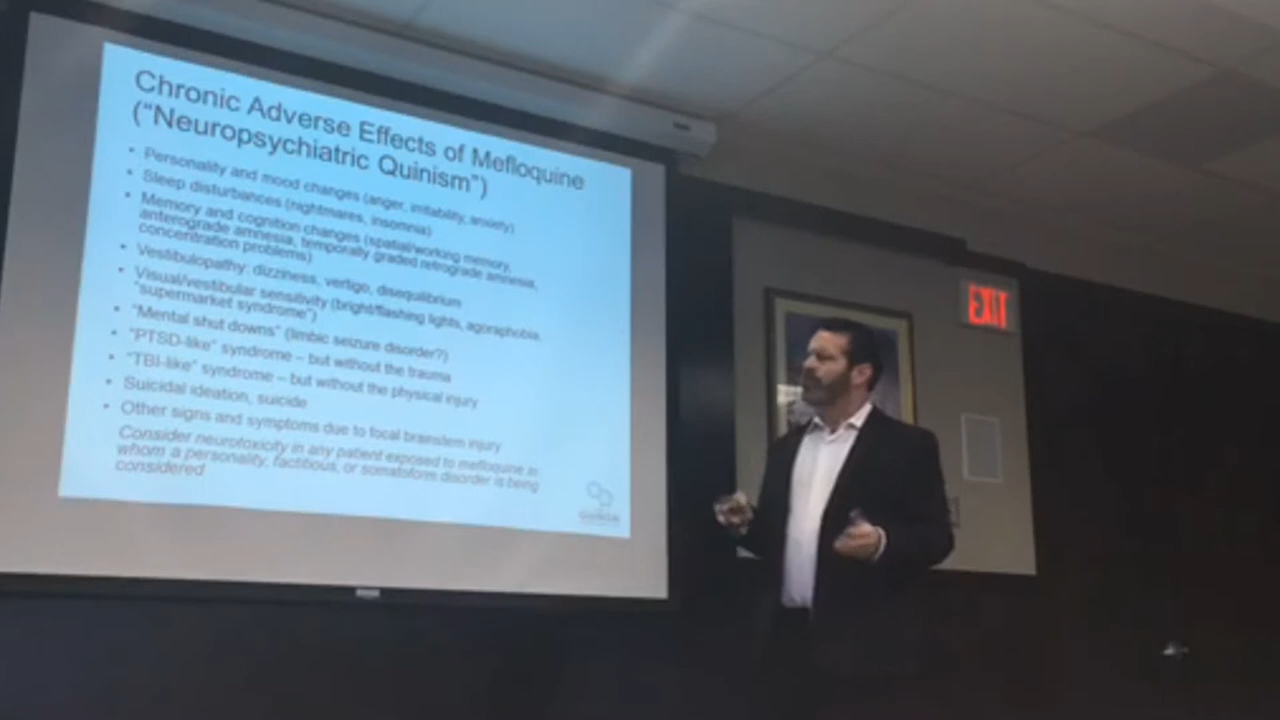 Chronic Adverse Effects of Mefloquine
("Neuropsychiatric Quinism")
• Personality and mood changes (anger, irritability, anxiety)
• Sleep disturbances (nightmares, insomnia)
• Memory and cognition changes (spatial/working memory,
anterograde amnesia, temporally graded retrograde amnesia,
concentration problems)
• Vestibulopathy: dizziness, vertigo, disequilibrium
• Visual/vestibular sensitivity (bright/flashing lights, agoraphobia,
"supermarket syndrome")
• "Mental shut downs" (limbic seizure disorder?)
• "PTSD-like" syndrome – but without the trauma
• "TBI-like" syndrome – but without the physical injury
• Suicidal ideation, suicide
• Other signs and symptoms due to focal brainstem injury
Consider neurotoxicity in any patient exposed to mefloquine in
whom a personality, factitious, or somatoform disorder is being
considered
EXIT